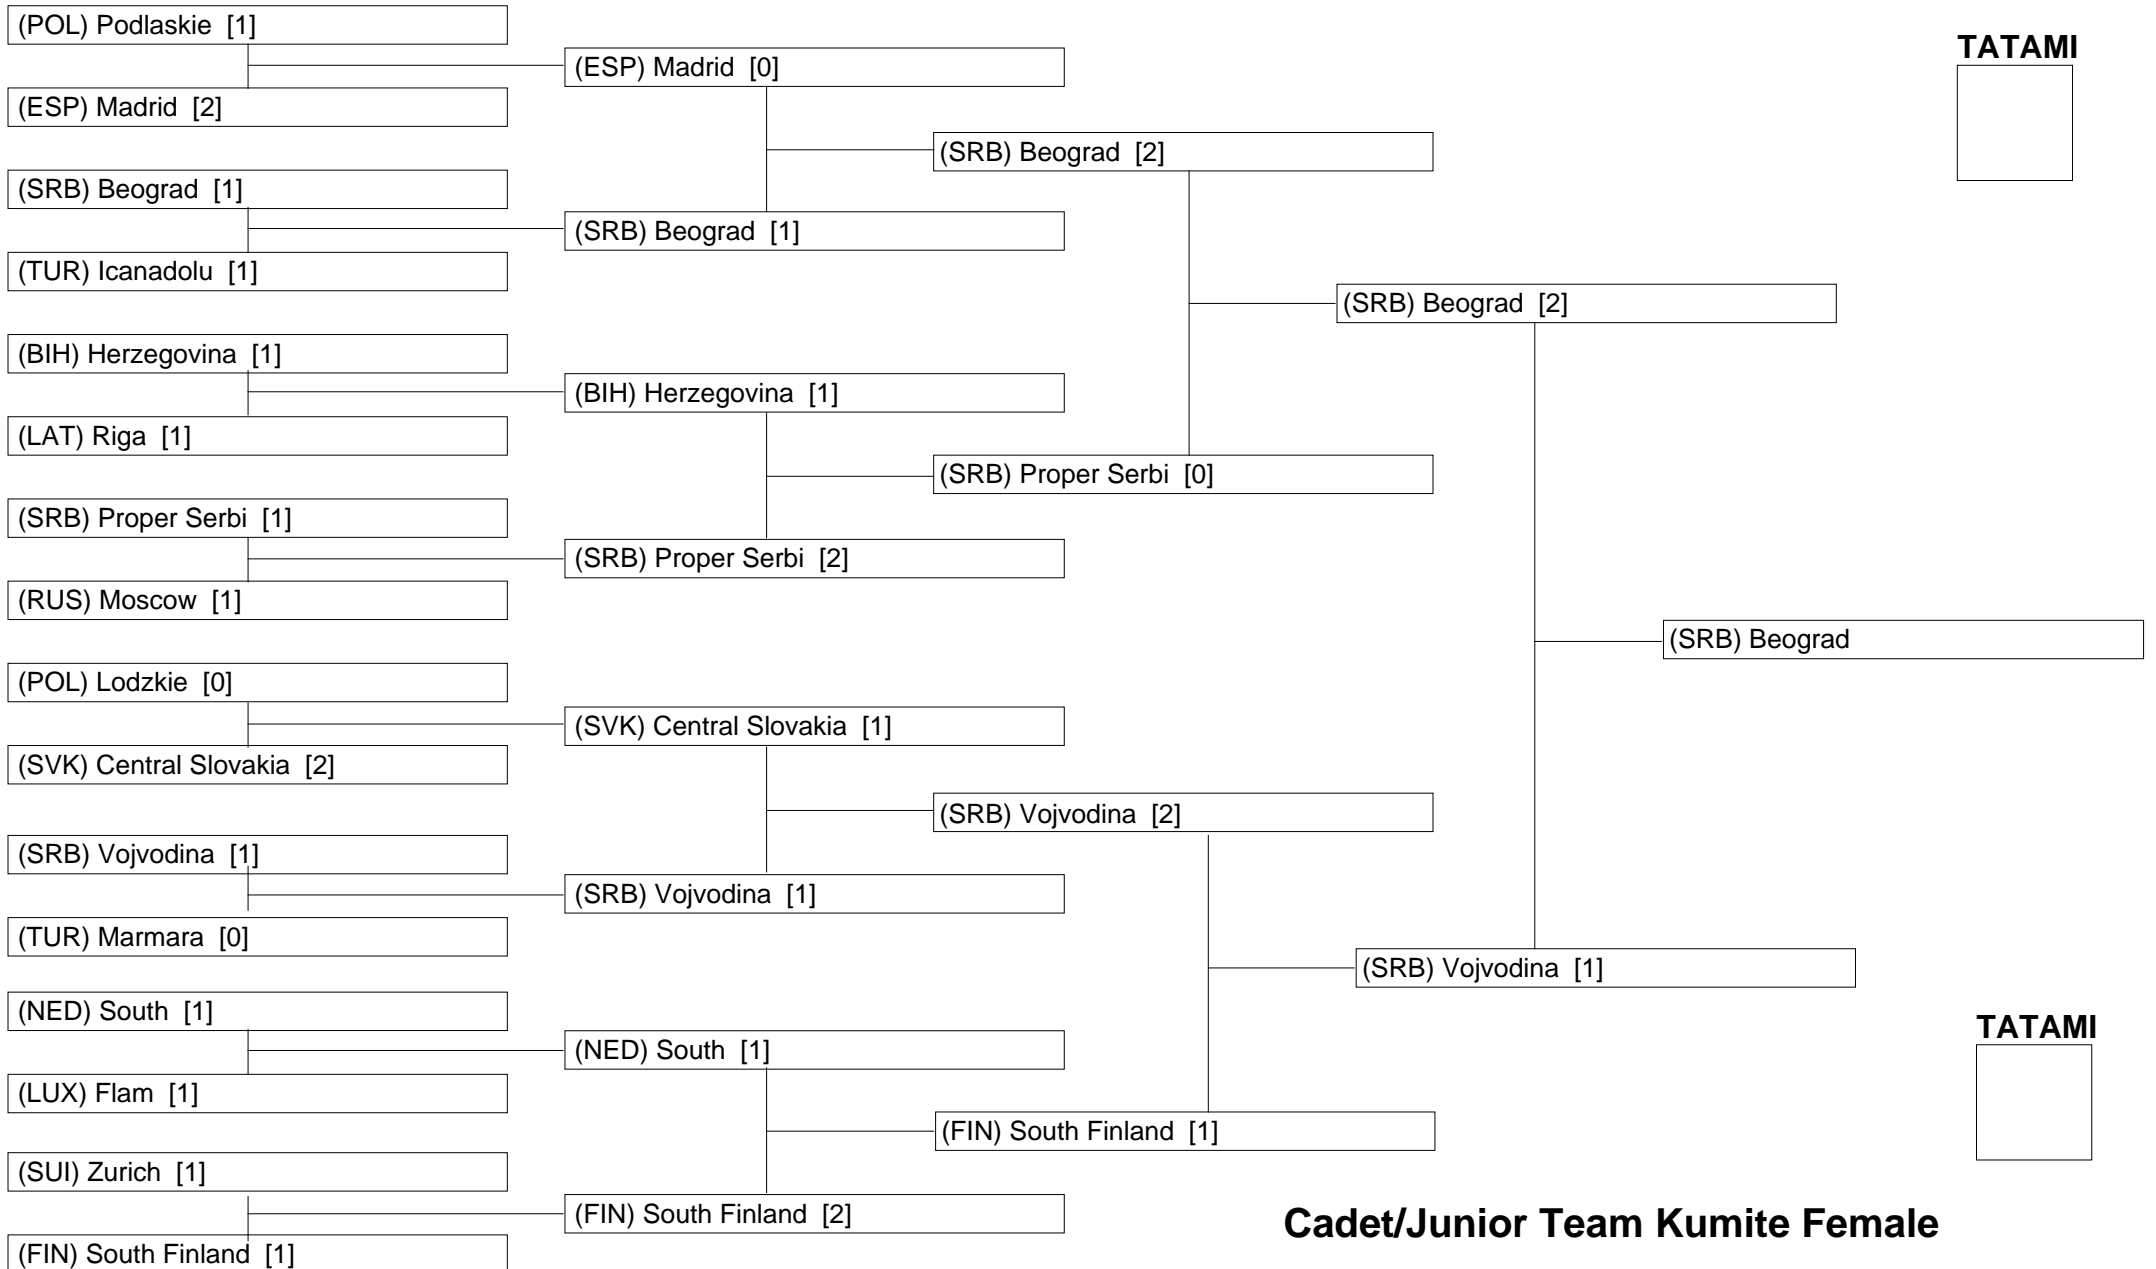 (POL) Podlaskie [1]
(ESP) Madrid [2]
(SRB) Beograd [1]
(TUR) Icanadolu [1]
(BIH) Herzegovina [1]
(LAT) Riga [1]
(SRB) Proper Serbi [1]
(RUS) Moscow [1]
(POL) Lodzkie [0]
(SVK) Central Slovakia [2]
(SRB) Vojvodina [1]
(TUR) Marmara [0]
(NED) South [1]
(LUX) Flam [1]
(SUI) Zurich [1]
(FIN) South Finland [1]
(ESP) Madrid [0]
(SRB) Beograd [1]
(BIH) Herzegovina [1]
(SRB) Proper Serbi [2]
(SVK) Central Slovakia [1]
(SRB) Vojvodina [1]
(NED) South [1]
(FIN) South Finland [2]
(SRB) Beograd [2]
(SRB) Proper Serbi [0]
(SRB) Vojvodina [2]
(FIN) South Finland [1]
(SRB) Beograd [2]
(SRB) Vojvodina [1]
(SRB) Beograd
TATAMI
TATAMI
Cadet/Junior Team Kumite Female